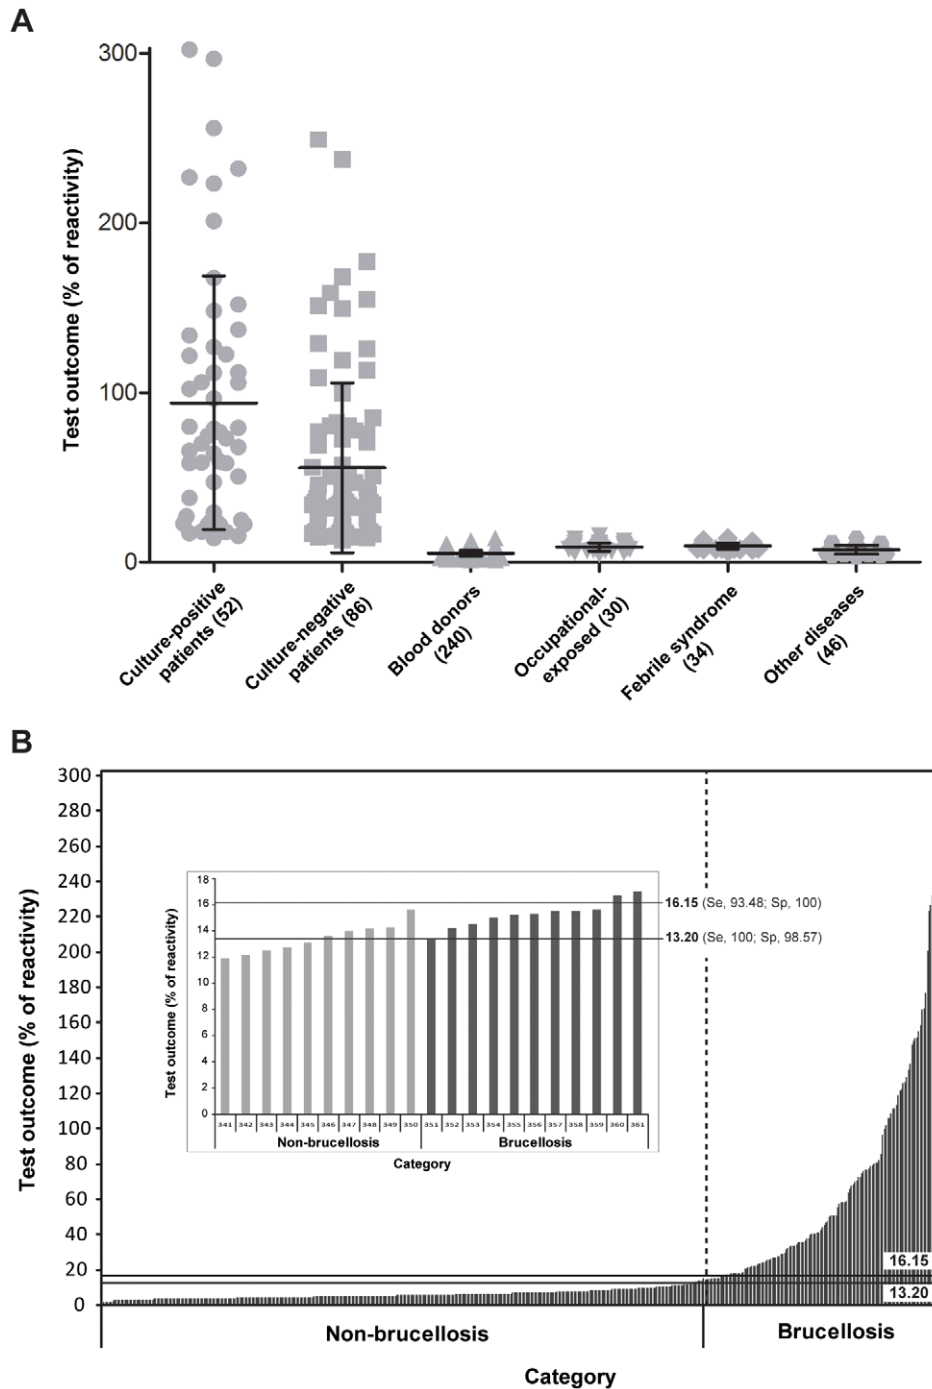 A
Test outcome (% of reactivity)
300
200
100
0
Culture-positive
patients (52)
Culture-negative
patients (86)
Blood donors
(240)
Occupational-
exposed (30)
Febrile syndrome
(34)
Other diseases
(46)
B
Test outcome (% of reactivity)
300
280
260
240
220
200
180
160
140
120
100
80
60
40
20
0
Test outcome (% of reactivity)
18
16
14
12
10
8
6
4
2
0
341 342 343 344 345 346 347 348 349 350 351 352 353 354 355 356 357 358 359 360 361
Non-brucellosis Brucellosis
Category
16.15 (Se, 93.48; Sp, 100)
13.20 (Se, 100; Sp, 98.57)
16.15
13.20
Non-brucellosis Brucellosis
Category